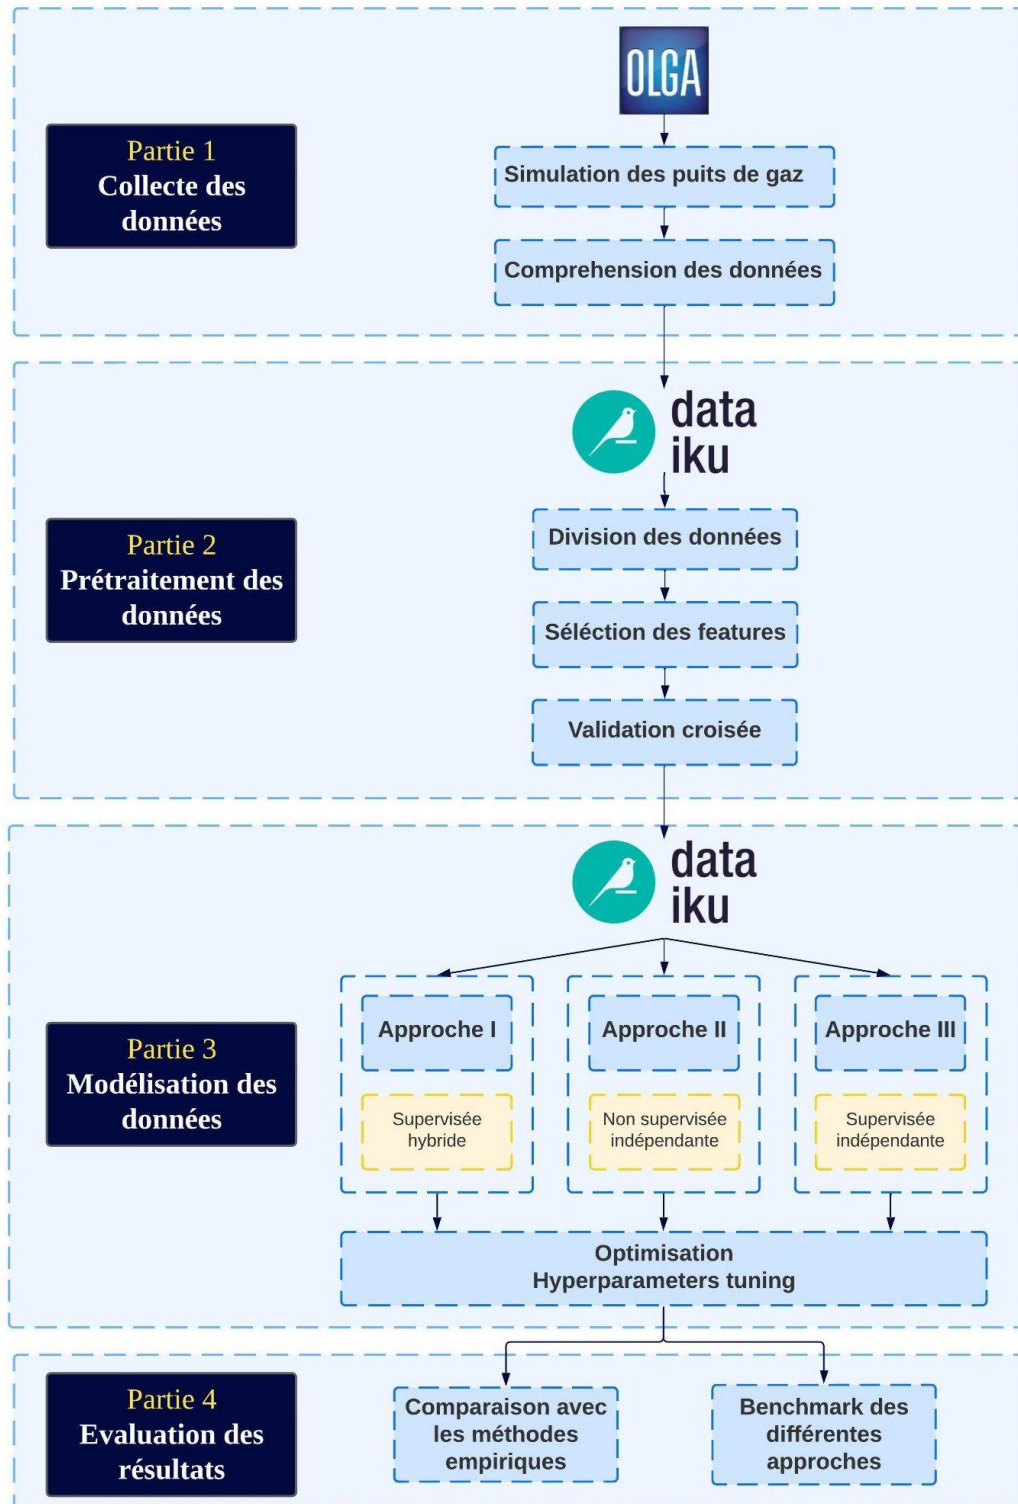 OLGA
Partie 1
Collecte des
données
Simulation des puits de gaz
Comprehension des données
data
iku
Partie 2
Prétraitement des
données
Division des données
Séléction des features
Validation croisée
data
iku
Partie 3
Modélisation des
données
Approche I
Approche II
Approche III
Supervisée
hybride
Non supervisée
indépendante
Supervisée
indépendante
Optimisation
Hyperparameters tuning
Partie 4
Evaluation des
résultats
Comparaison avec
les méthodes
empiriques
Benchmark des
différentes
approches